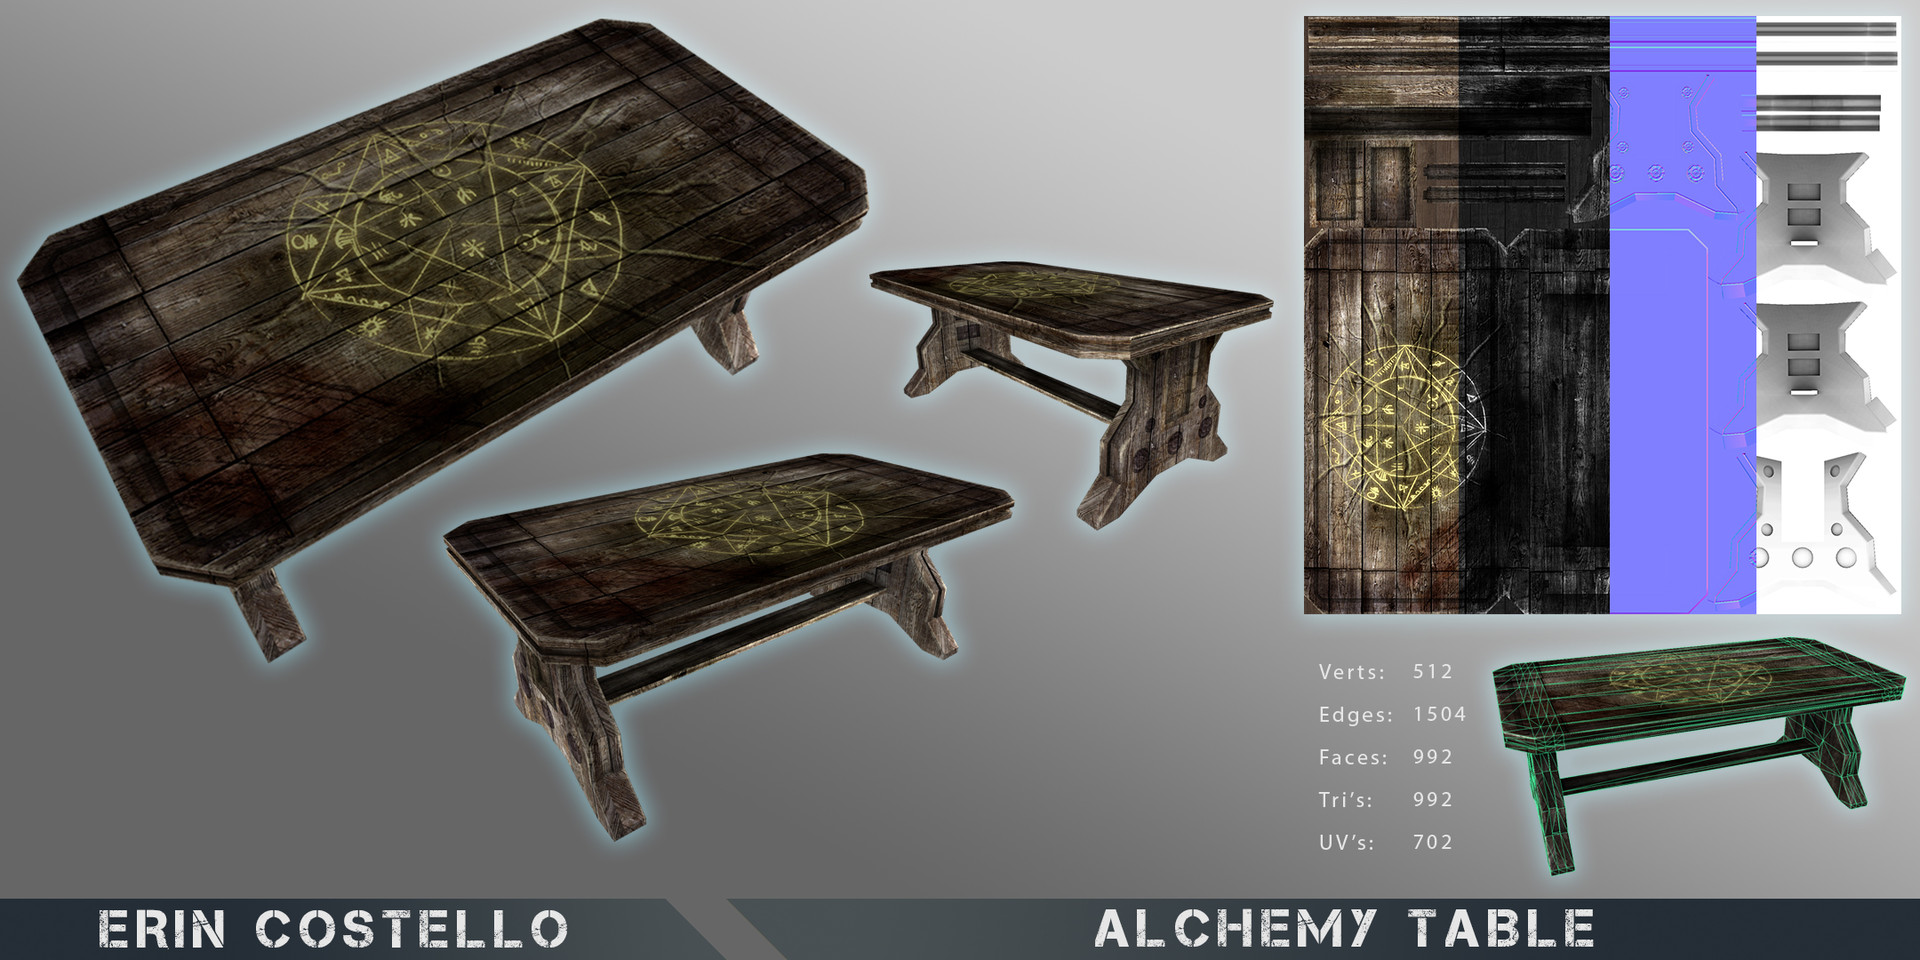 Verts: 512
Edges: 1504
Faces: 992
Tri's: 992
UV's: 702
ERIN COSTELLO
ALCHEMY TABLE